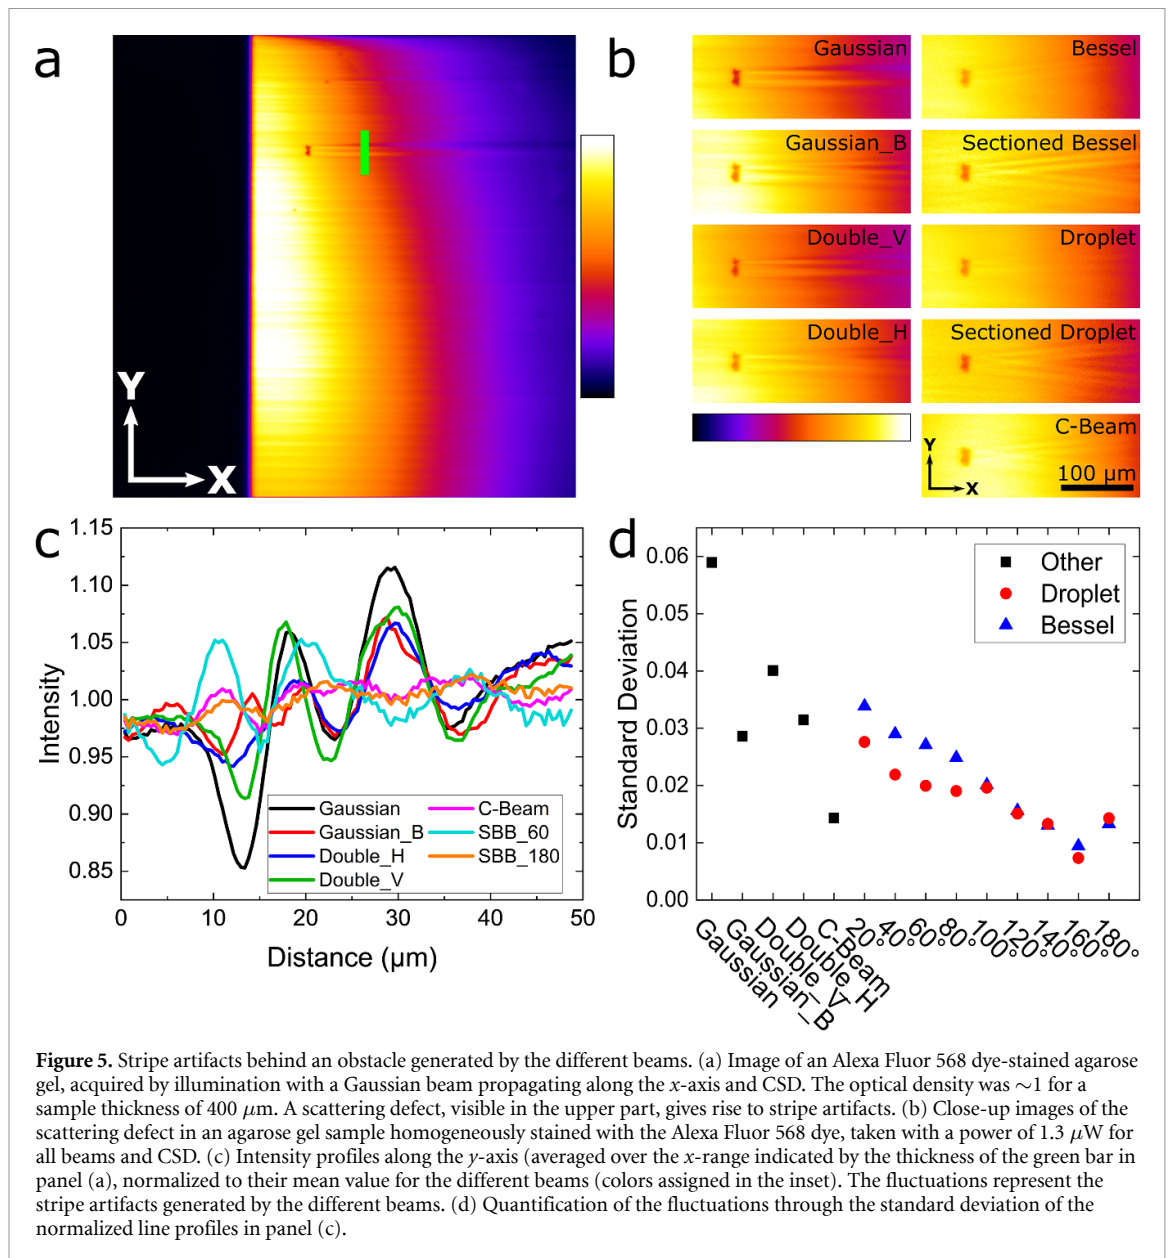 a
Y
X
b
Gaussian
Bessel
Gaussian_B
Sectioned Bessel
Double_V
Droplet
Double_H
Sectioned Droplet
C-Beam
Y
X
100 μm
c
Intensity
1.15
1.10
1.05
1.00
0.95
0.90
0.85
Gaussian
Gaussian_B
Double_H
Double_V
C-Beam
SBB_60
SBB_180
0
10
20
30
40
50
Distance (μm)
d
Standard Deviation
0.06
0.05
0.04
0.03
0.02
0.01
0.00
Other
Droplet
Bessel
Gaussian
Gaussian_B
Double_V
Double_H
C-Beam
20°
40°
60°
80°
100°
120°
140°
160°
180°
Figure 5. Stripe artifacts behind an obstacle generated by the different beams. (a) Image of an Alexa Fluor 568 dye-stained agarose
gel, acquired by illumination with a Gaussian beam propagating along the x-axis and CSD. The optical density was ∼1 for a
sample thickness of 400 μm. A scattering defect, visible in the upper part, gives rise to stripe artifacts. (b) Close-up images of the
scattering defect in an agarose gel sample homogeneously stained with the Alexa Fluor 568 dye, taken with a power of 1.3 μW for
all beams and CSD. (c) Intensity profiles along the y-axis (averaged over the x-range indicated by the thickness of the green bar in
panel (a), normalized to their mean value for the different beams (colors assigned in the inset). The fluctuations represent the
stripe artifacts generated by the different beams. (d) Quantification of the fluctuations through the standard deviation of the
normalized line profiles in panel (c).